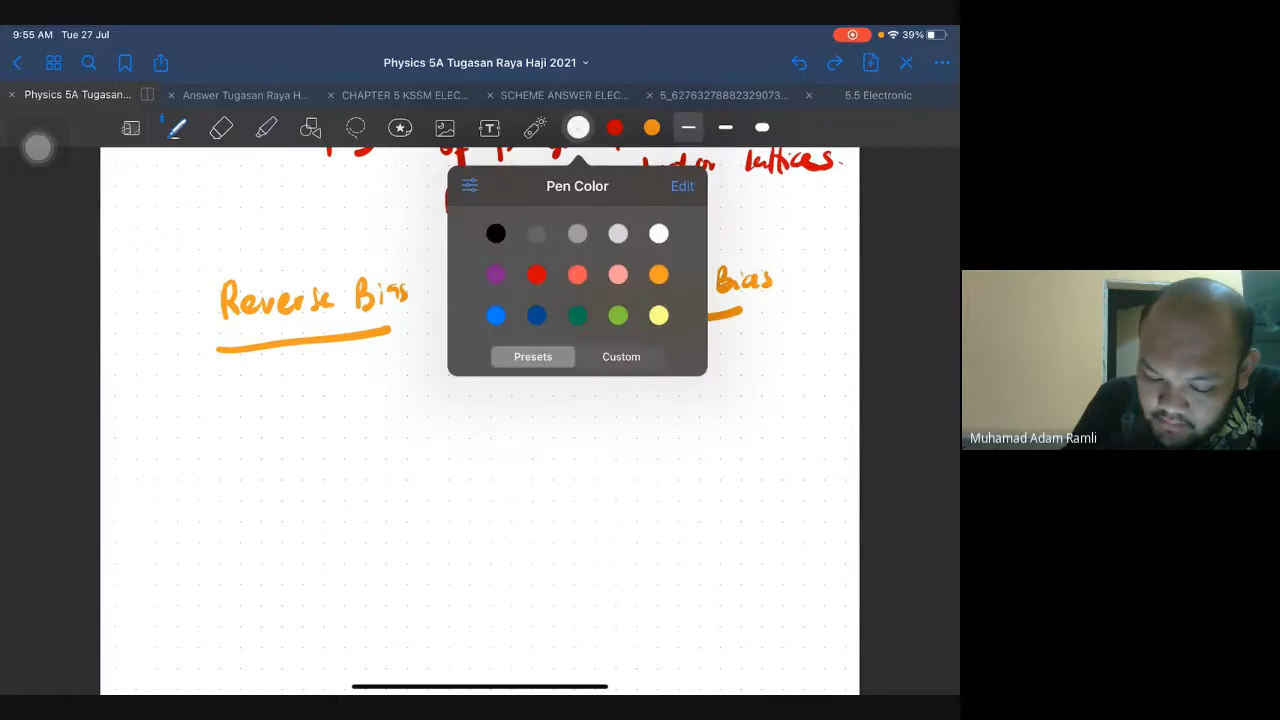 9:55 AM Tue 27 Jul
39%
Physics 5A Tugasan Raya Haji 2021
Physics 5A Tugasan...
Answer Tugasan Raya H...
CHAPTER 5 KSSM ELEC...
SCHEME ANSWER ELEC...
5_62763278882329073...
5.5 Electronic
of
lattices.
Pen Color
Edit
Reverse Bias
Bias
Presets
Custom
Muhamad Adam Ramli